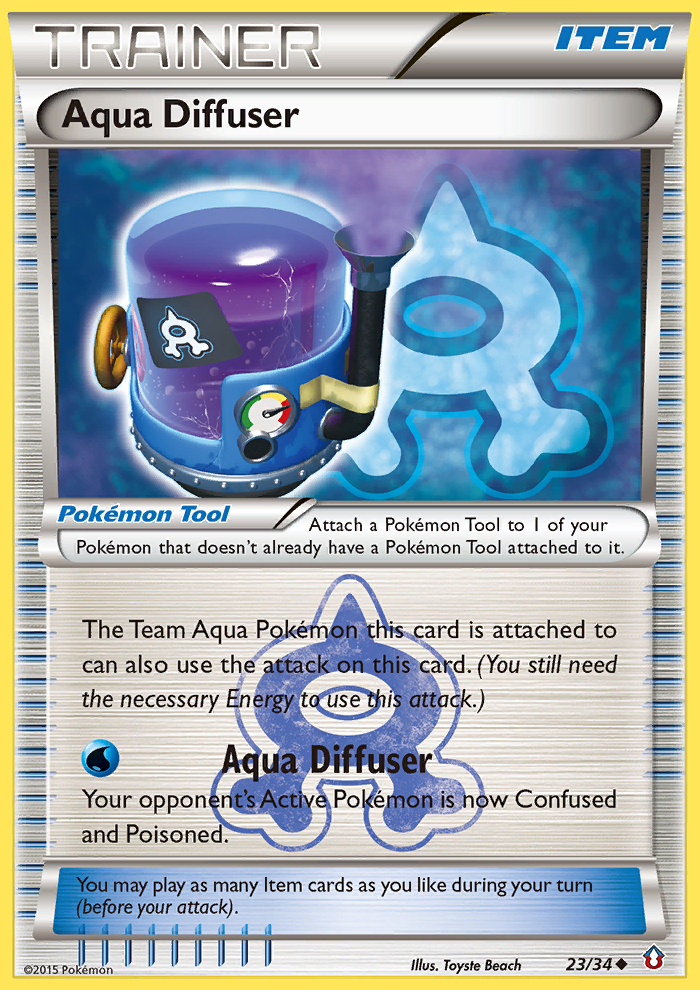 TRAINER
ITEM
Aqua Diffuser
Pokémon Tool
Attach a Pokémon Tool to 1 of your
Pokémon that doesn't already have a Pokémon Tool attached to it.
The Team Aqua Pokémon this card is attached to
can also use the attack on this card. (You still need
the necessary Energy to use this attack.)
Aqua Diffuser
Your opponent's Active Pokémon is now Confused
and Poisoned.
You may play as many Item cards as you like during your turn
(before your attack).
©2015 Pokémon
Illus. Toyste Beach
23/34